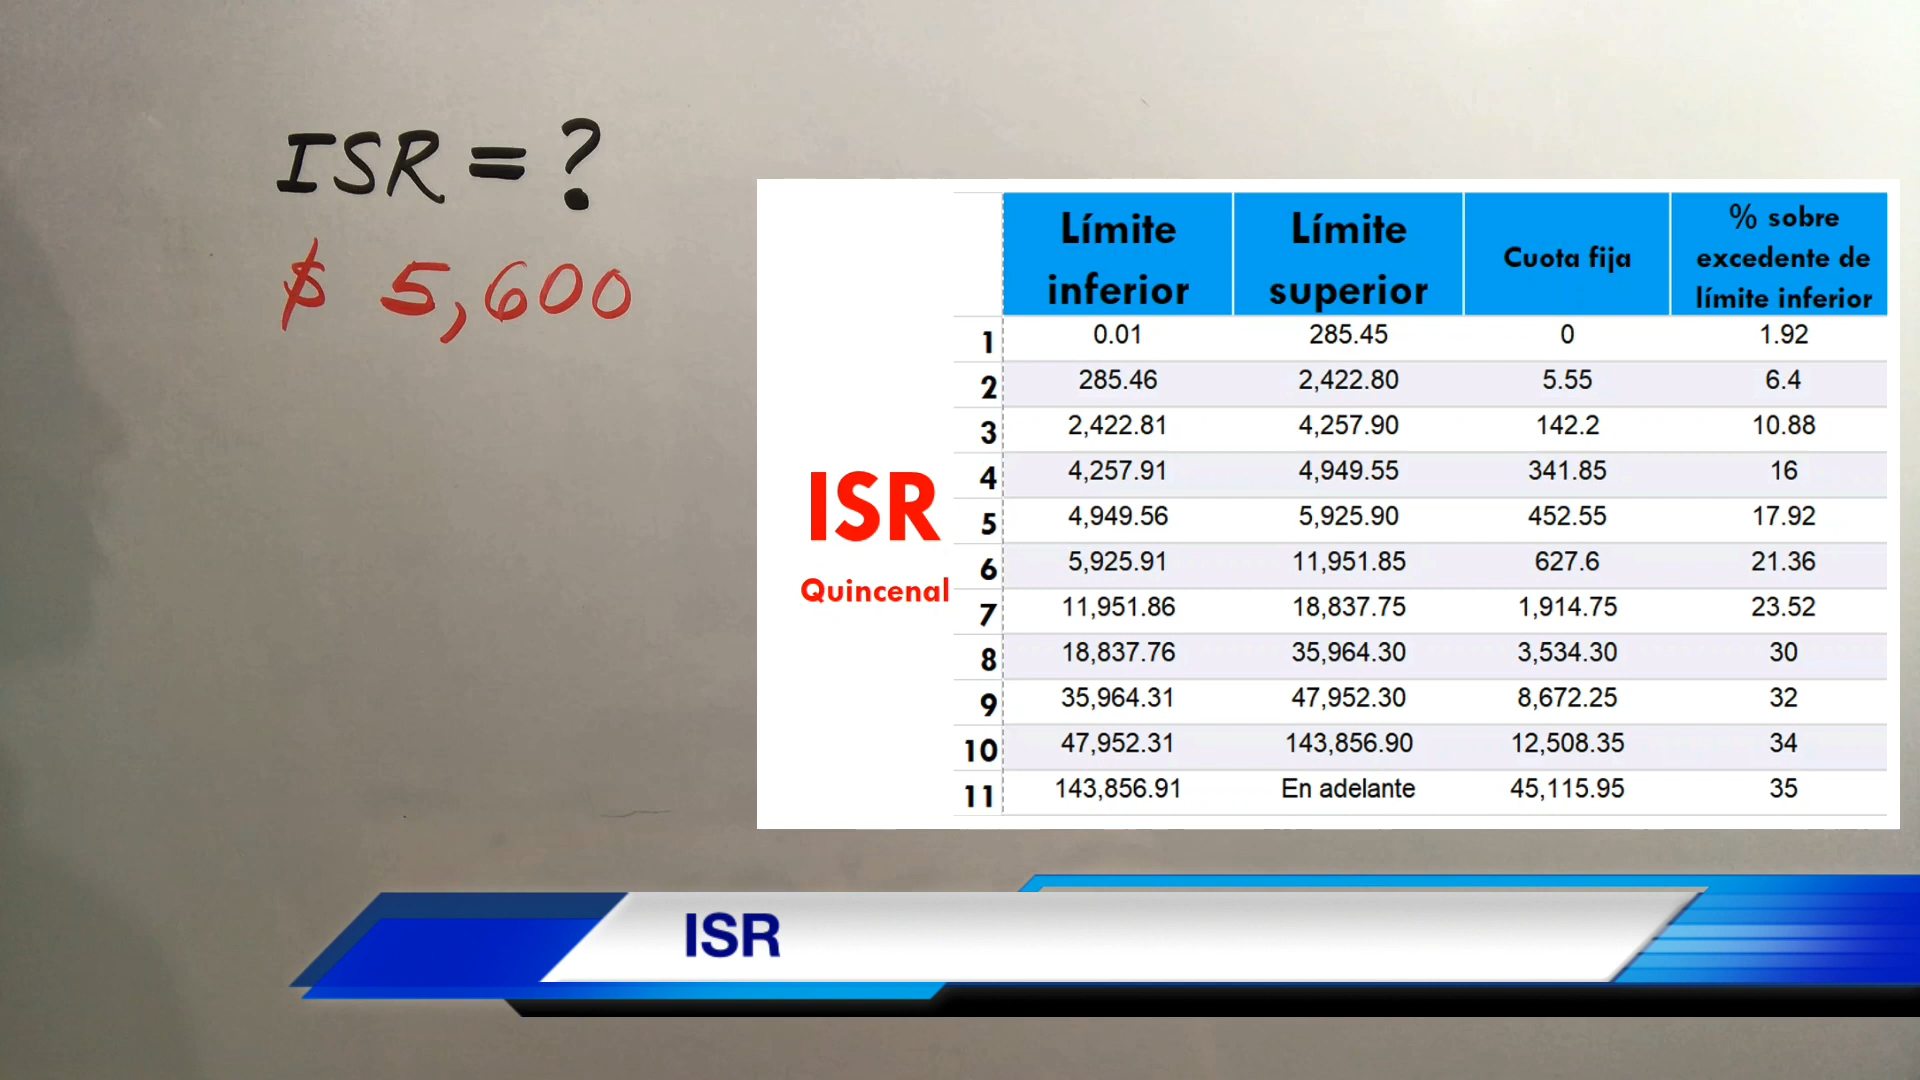 ISR = ?
$ 5,600
Límite inferior Límite superior Cuota fija % sobre excedente de límite inferior
1 0.01 285.45 0 1.92
2 285.46 2,422.80 5.55 6.4
3 2,422.81 4,257.90 142.2 10.88
4 4,257.91 4,949.55 341.85 16
5 4,949.56 5,925.90 452.55 17.92
6 5,925.91 11,951.85 627.6 21.36
7 11,951.86 18,837.75 1,914.75 23.52
8 18,837.76 35,964.30 3,534.30 30
9 35,964.31 47,952.30 8,672.25 32
10 47,952.31 143,856.90 12,508.35 34
11 143,856.91 En adelante 45,115.95 35
ISR
Quincenal
ISR